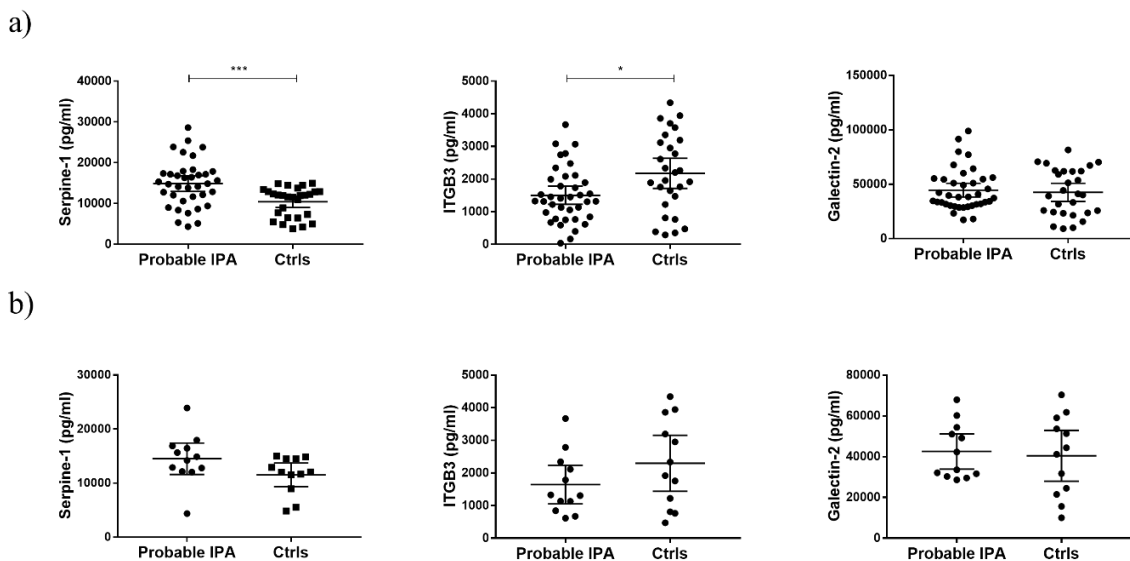 a)
***
Serpine-1 (pg/ml)
40000
30000
20000
10000
0
Probable IPA
Ctrls
*
ITGB3 (pg/ml)
5000
4000
3000
2000
1000
0
Probable IPA
Ctrls
Galectin-2 (pg/ml)
150000
100000
50000
0
Probable IPA
Ctrls
b)
Serpine-1 (pg/ml)
30000
20000
10000
0
Probable IPA
Ctrls
ITGB3 (pg/ml)
5000
4000
3000
2000
1000
0
Probable IPA
Ctrls
Galectin-2 (pg/ml)
80000
60000
40000
20000
0
Probable IPA
Ctrls